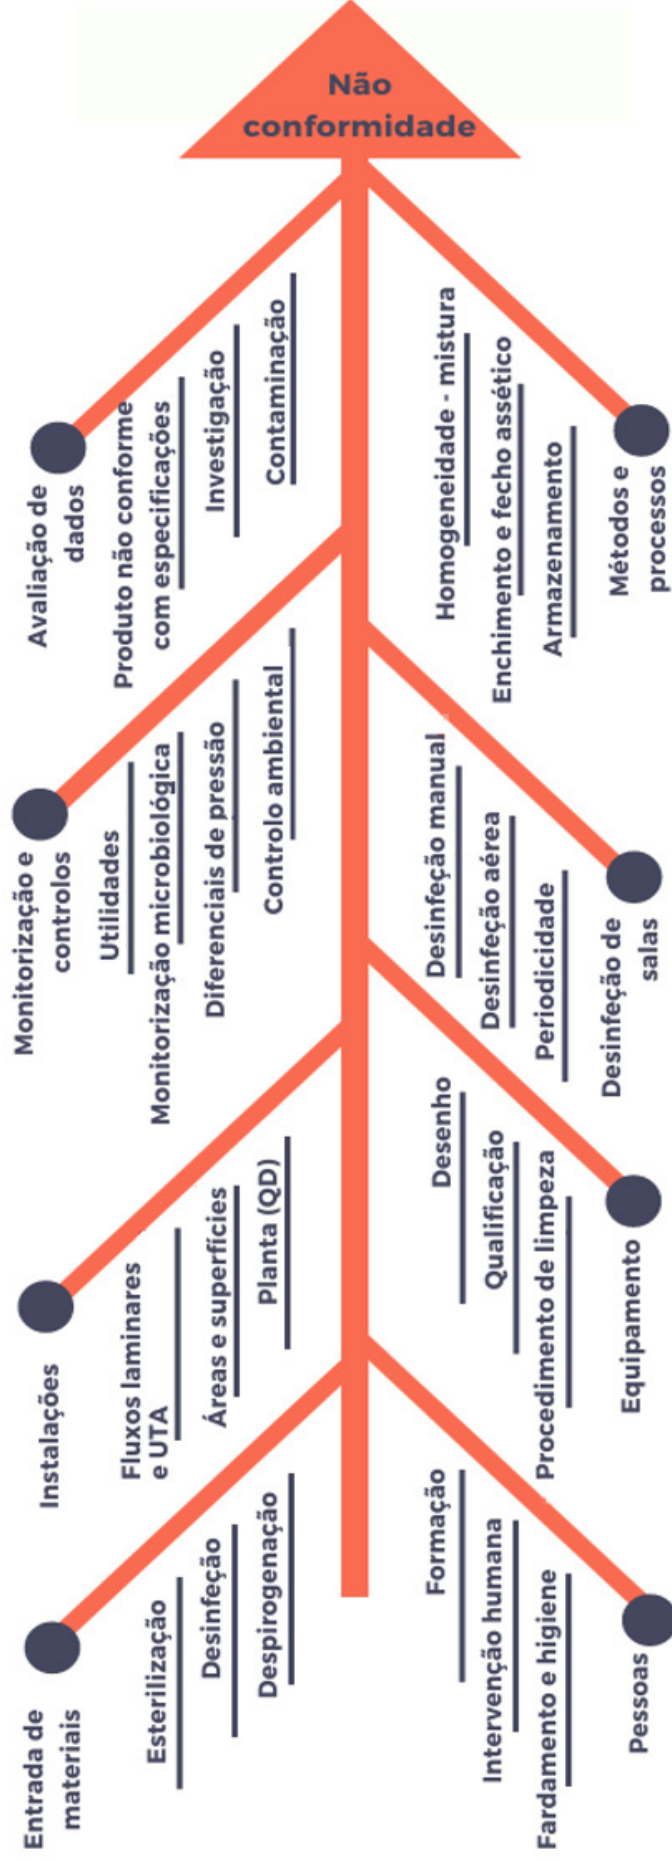 Não
conformidade
Entrada de
materiais
Esterilização
Desinfeção
Despirogenação
Instalações
Fluxos laminares
e UTA
Áreas e superfícies
Planta (QD)
Monitorização e
controlos
Utilidades
Monitorização microbiológica
Diferenciais de pressão
Controlo ambiental
Avaliação de
dados
Produto não conforme
com especificações
Investigação
Contaminação
Formação
Intervenção humana
Fardamento e higiene
Pessoas
Desenho
Qualificação
Procedimento de limpeza
Equipamento
Desinfeção manual
Desinfeção aérea
Periodicidade
Desinfeção de
salas
Homogeneidade - mistura
Enchimento e fecho assético
Armazenamento
Métodos e
processos